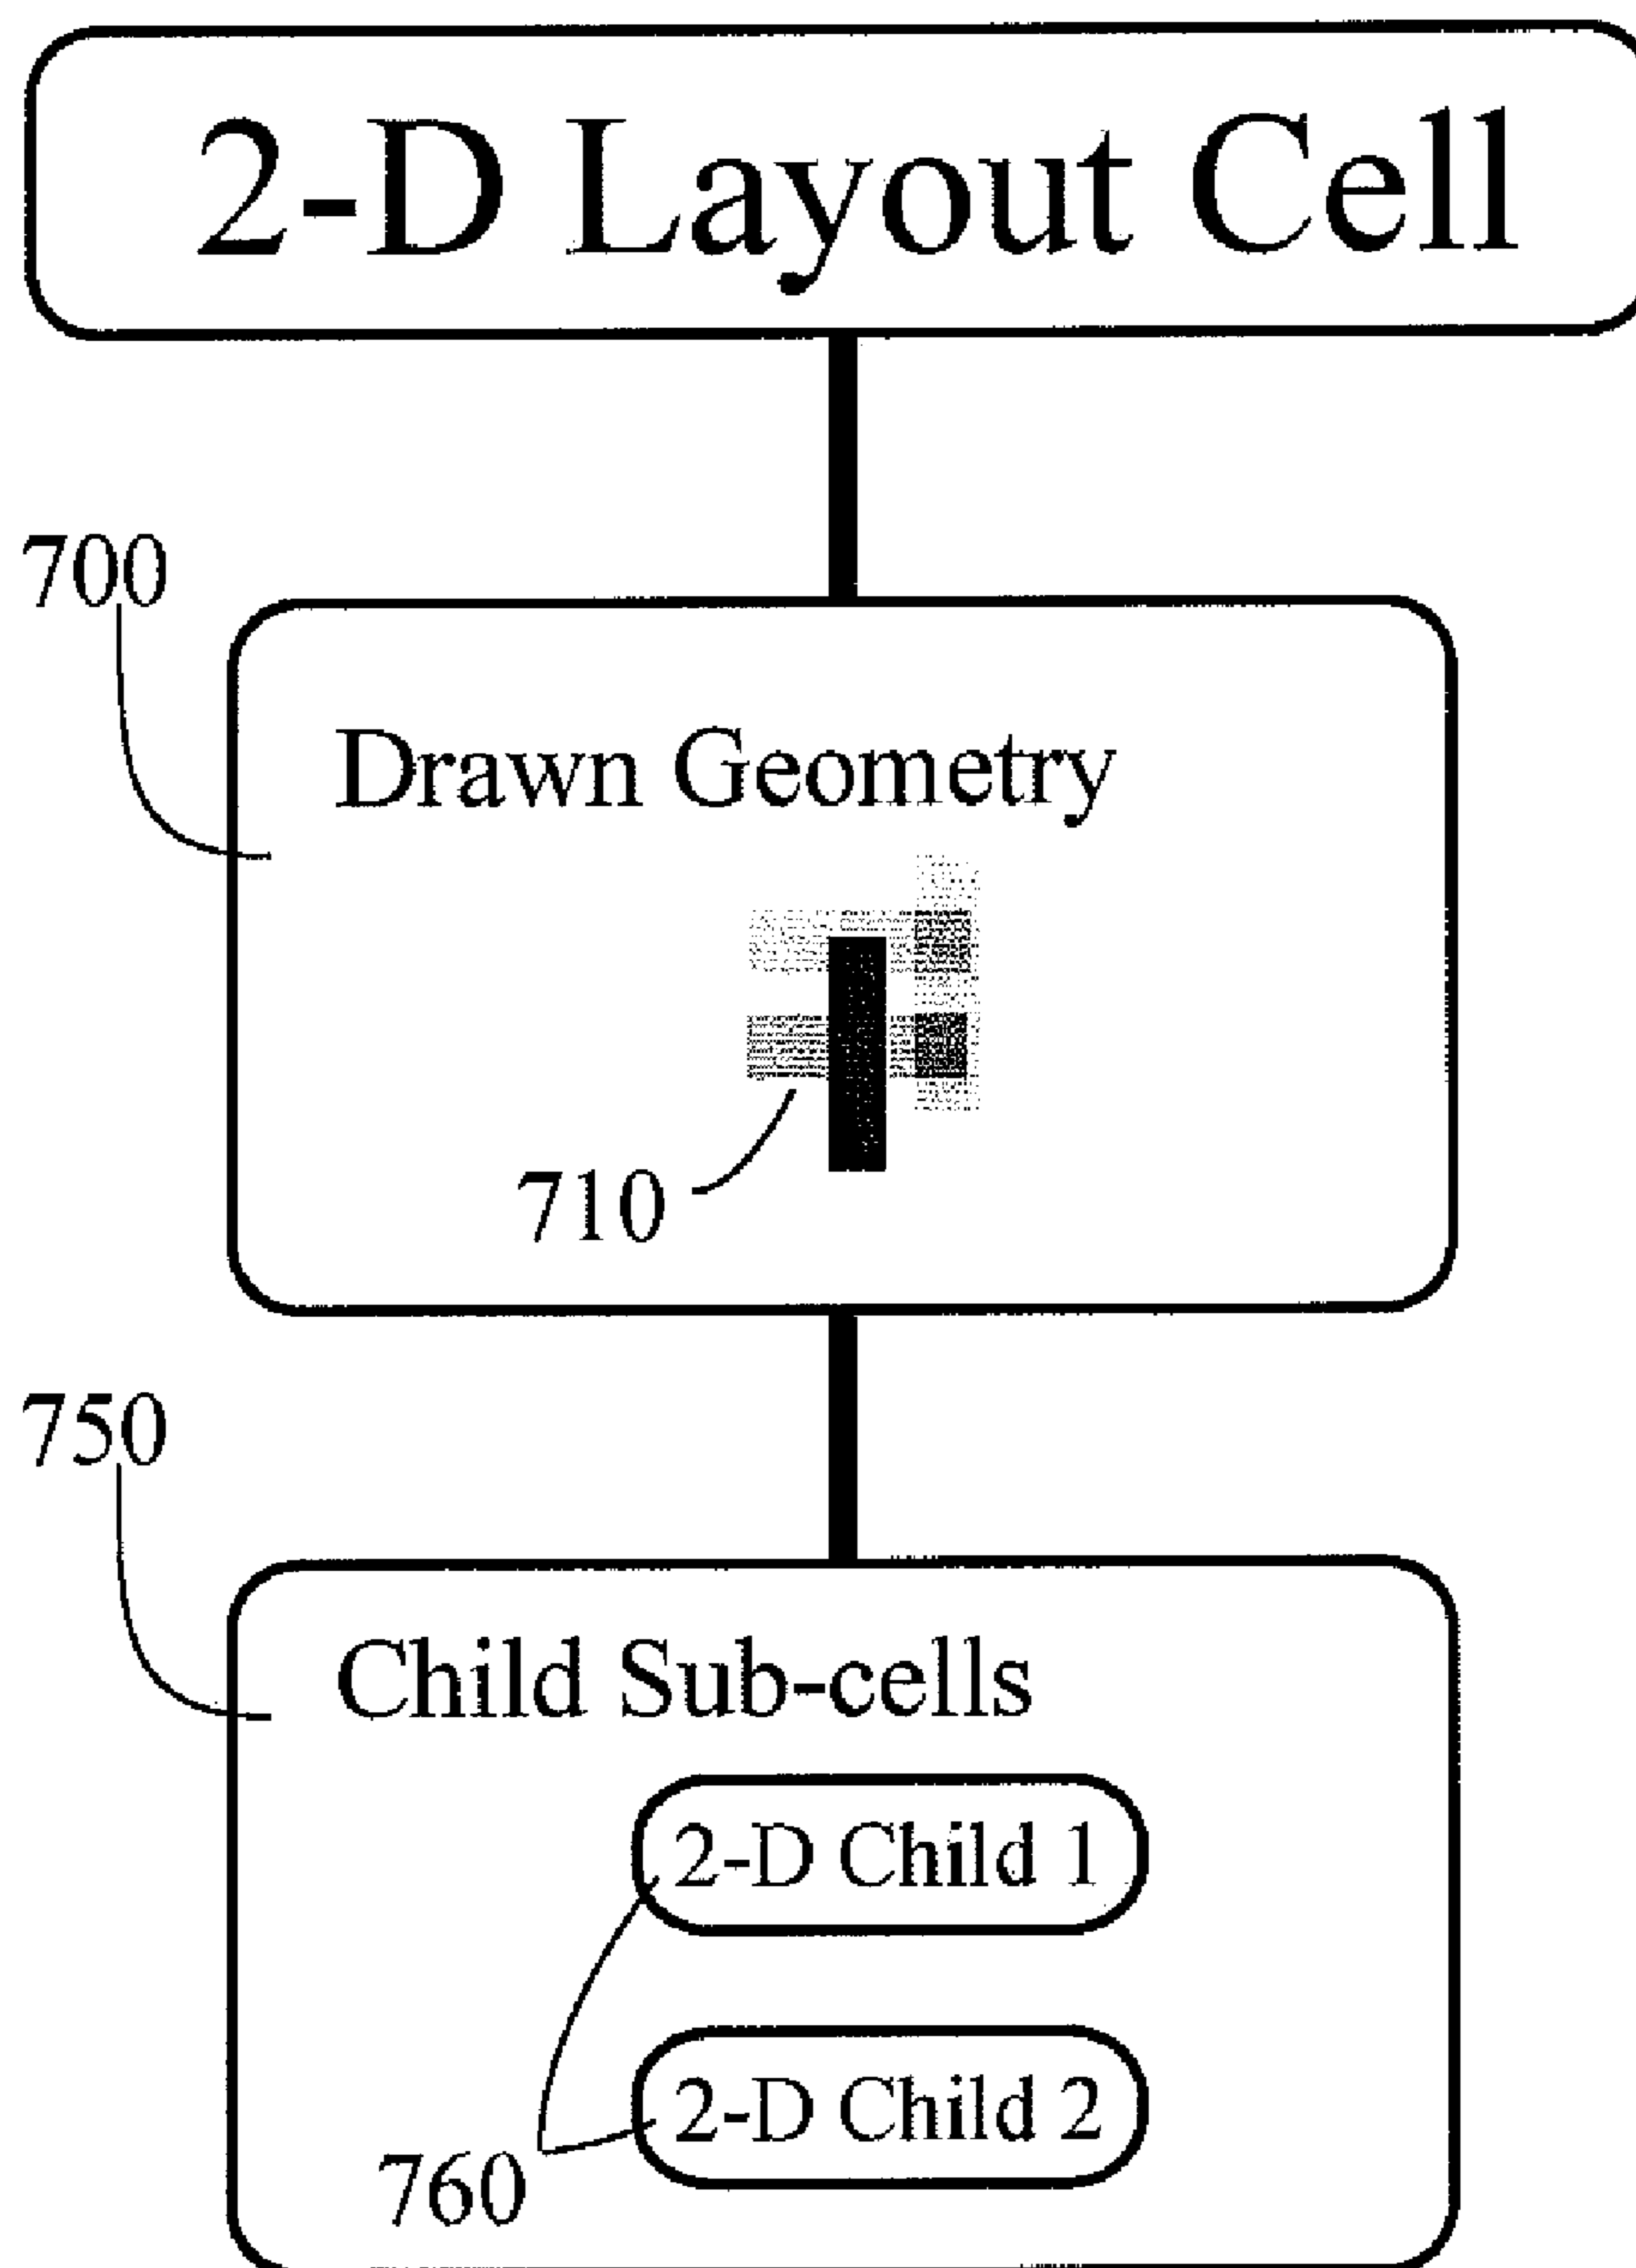 2-D Layout Cell
700
Drawn Geometry
710
750
Child Sub-cells
2-D Child 1
2-D Child 2
760